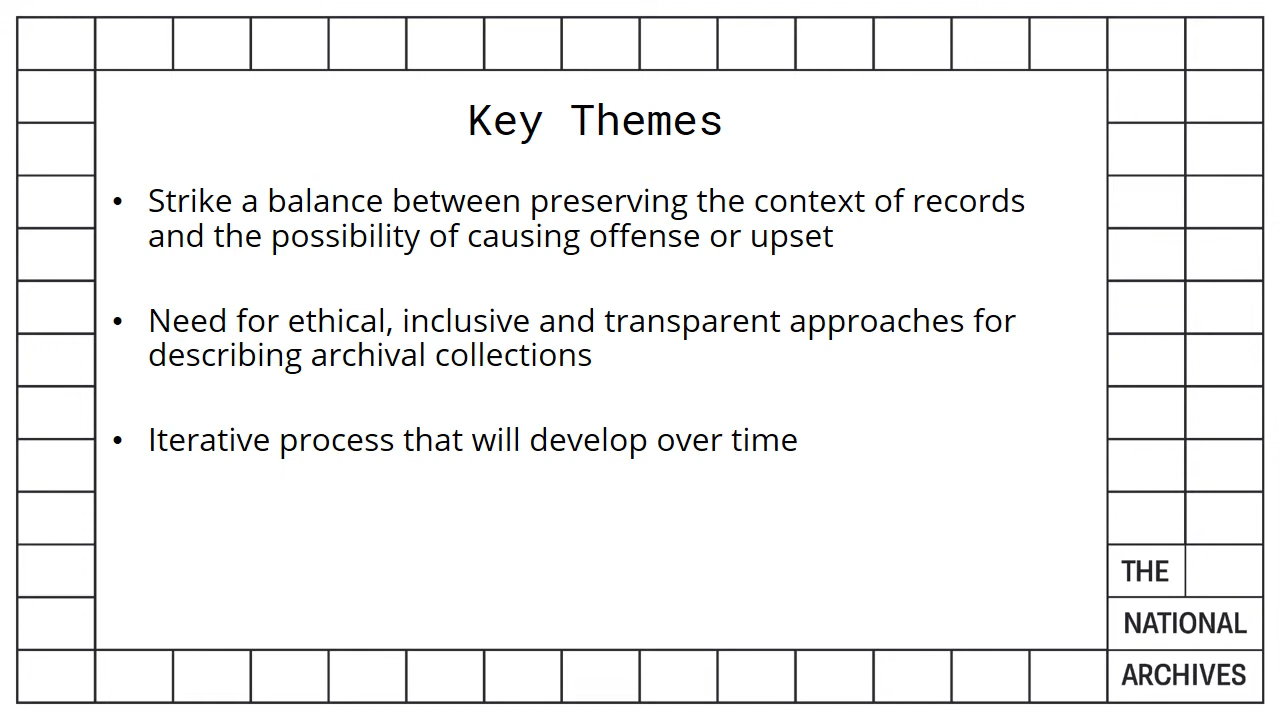 Key Themes
• Strike a balance between preserving the context of records
and the possibility of causing offense or upset
• Need for ethical, inclusive and transparent approaches for
describing archival collections
• Iterative process that will develop over time
THE
NATIONAL
ARCHIVES